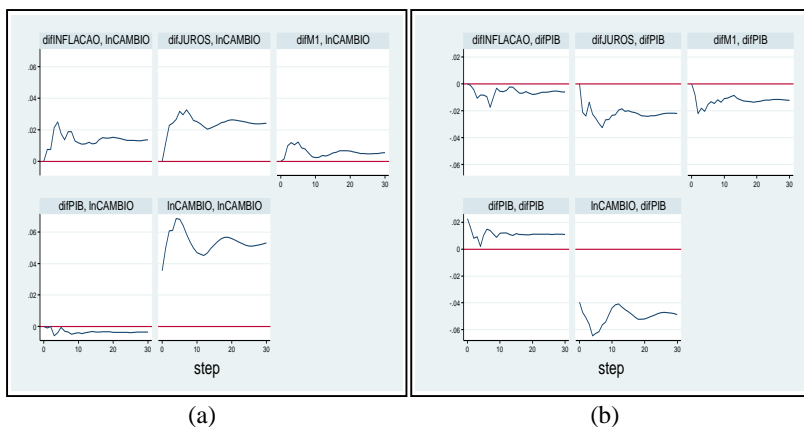 difINFLACAO, lnCAMBIO
difJUROS, lnCAMBIO
difM1, lnCAMBIO
.06
.04
.02
0
0 10 20 30
difPIB, lnCAMBIO
lnCAMBIO, lnCAMBIO
.06
.04
.02
0
0 10 20 30
0 10 20 30
step
(a)
difINFLACAO, difPIB
difJUROS, difPIB
difM1, difPIB
.02
0
-.02
-.04
-.06
0 10 20 30
difPIB, difPIB
lnCAMBIO, difPIB
.02
0
-.02
-.04
-.06
0 10 20 30
0 10 20 30
step
(b)